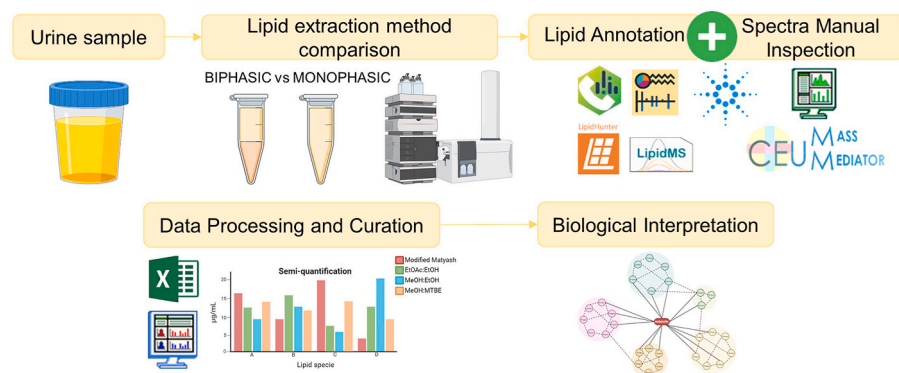 Urine sample
Lipid extraction method
comparison
Lipid Annotation
Spectra Manual
Inspection
BIPHASIC vs MONOPHASIC
LipidHunter
LipidMS
CEU MASS
MEDIATOR
Data Processing and Curation
Biological Interpretation
X
Semi-quantification
Modified Matyash
EtOAc:EtOH
MeOH:EtOH
MeOH:MTBE
µg/mL
20
15
10
5
0
A B C D
Lipid specie